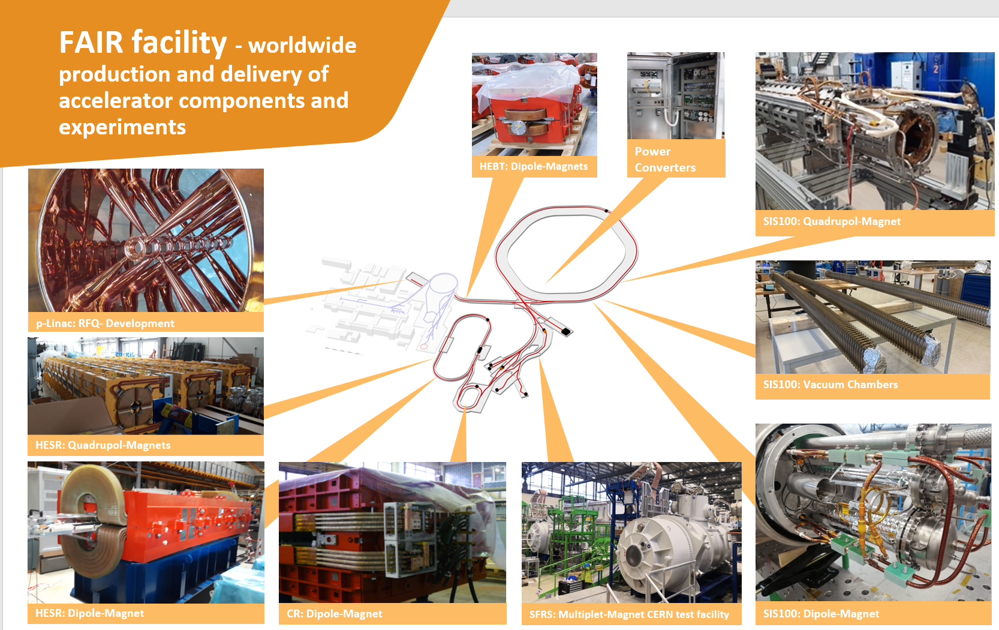 FAIR facility - worldwide
production and delivery of
accelerator components and
experiments
HEBT: Dipole-Magnets
Power
Converters
2
SIS100: Quadrupol-Magnet
p-Linac: RFQ- Development
SIS100: Vacuum Chambers
HESR: Quadrupol-Magnets
HESR: Dipole-Magnet
CR: Dipole-Magnet
SFRS: Multiplet-Magnet CERN test facility
SIS100: Dipole-Magnet